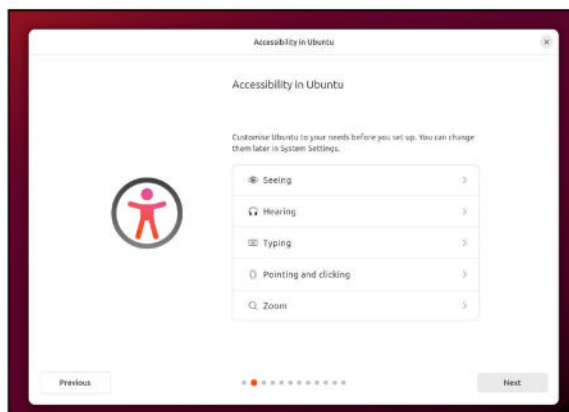 Accessibility in Ubuntu
Accessibility in Ubuntu
Customise Ubuntu to your needs before you set up. You can change
them later in System Settings.
Seeing
Hearing
Typing
Pointing and clicking
Zoom
Previous
Next